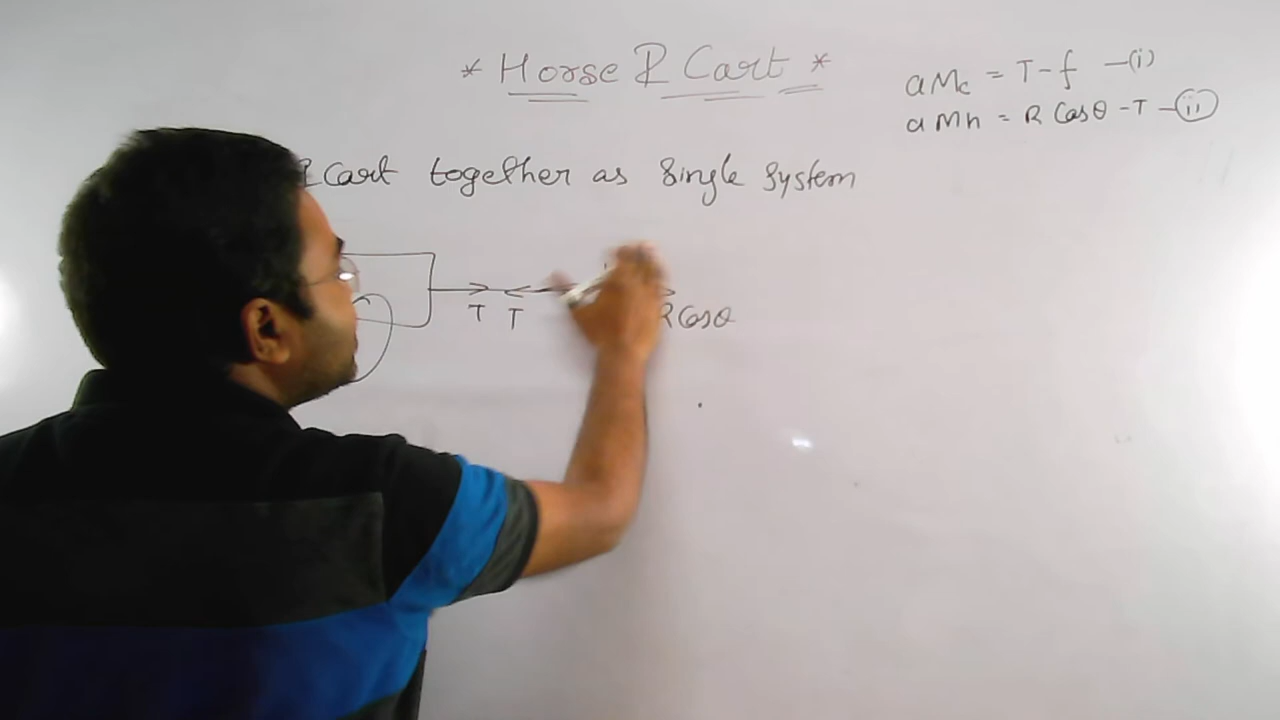 * Horse & Cart *
aMc = T - f —(i)
aMh = R Cosθ - T —(ii)
& Cart together as Single System
T T RCosθ